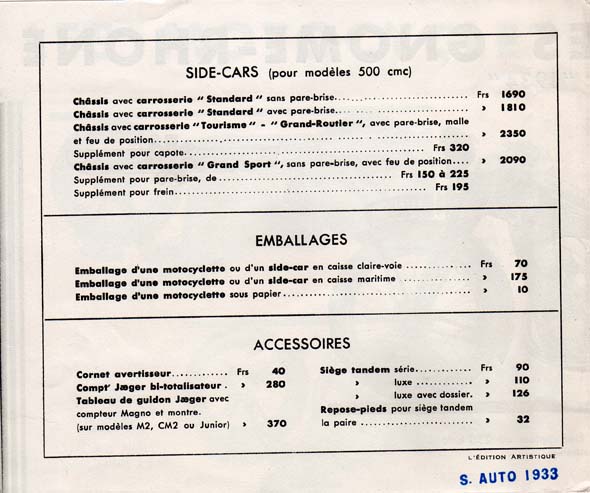 SIDE-CARS (pour modèles 500 cmc)
Châssis avec carrosserie " Standard " sans pare-brise........ Frs 1690
Châssis avec carrosserie " Standard " avec pare-brise........ » 1810
Châssis avec carrosserie "Tourisme " - " Grand-Routier ", avec pare-brise, malle
et feu de position........ » 2350
Supplément pour capote........ Frs 320
Châssis avec carrosserie " Grand Sport ", sans pare-brise, avec feu de position.... » 2090
Supplément pour pare-brise, de ........ Frs 150 à 225
Supplément pour frein........ Frs 195
EMBALLAGES
Emballage d'une motocyclette ou d'un side-car en caisse claire-voie ........ Frs 70
Emballage d'une motocyclette ou d'un side-car en caisse maritime ........ » 175
Emballage d'une motocyclette sous papier........ » 10
ACCESSOIRES
Cornet avertisseur........ Frs 40
Compt' Jæger bi-totalisateur . » 280
Tableau de guidon Jæger avec
compteur Magno et montre.
(sur modèles M2, CM2 ou Junior) » 370
Siège tandem série........ Frs 90
» luxe ........ » 110
» luxe avec dossier. » 126
Repose-pieds pour siège tandem
la paire ........ » 32
L'ÉDITION ARTISTIQUE
S. AUTO 1933